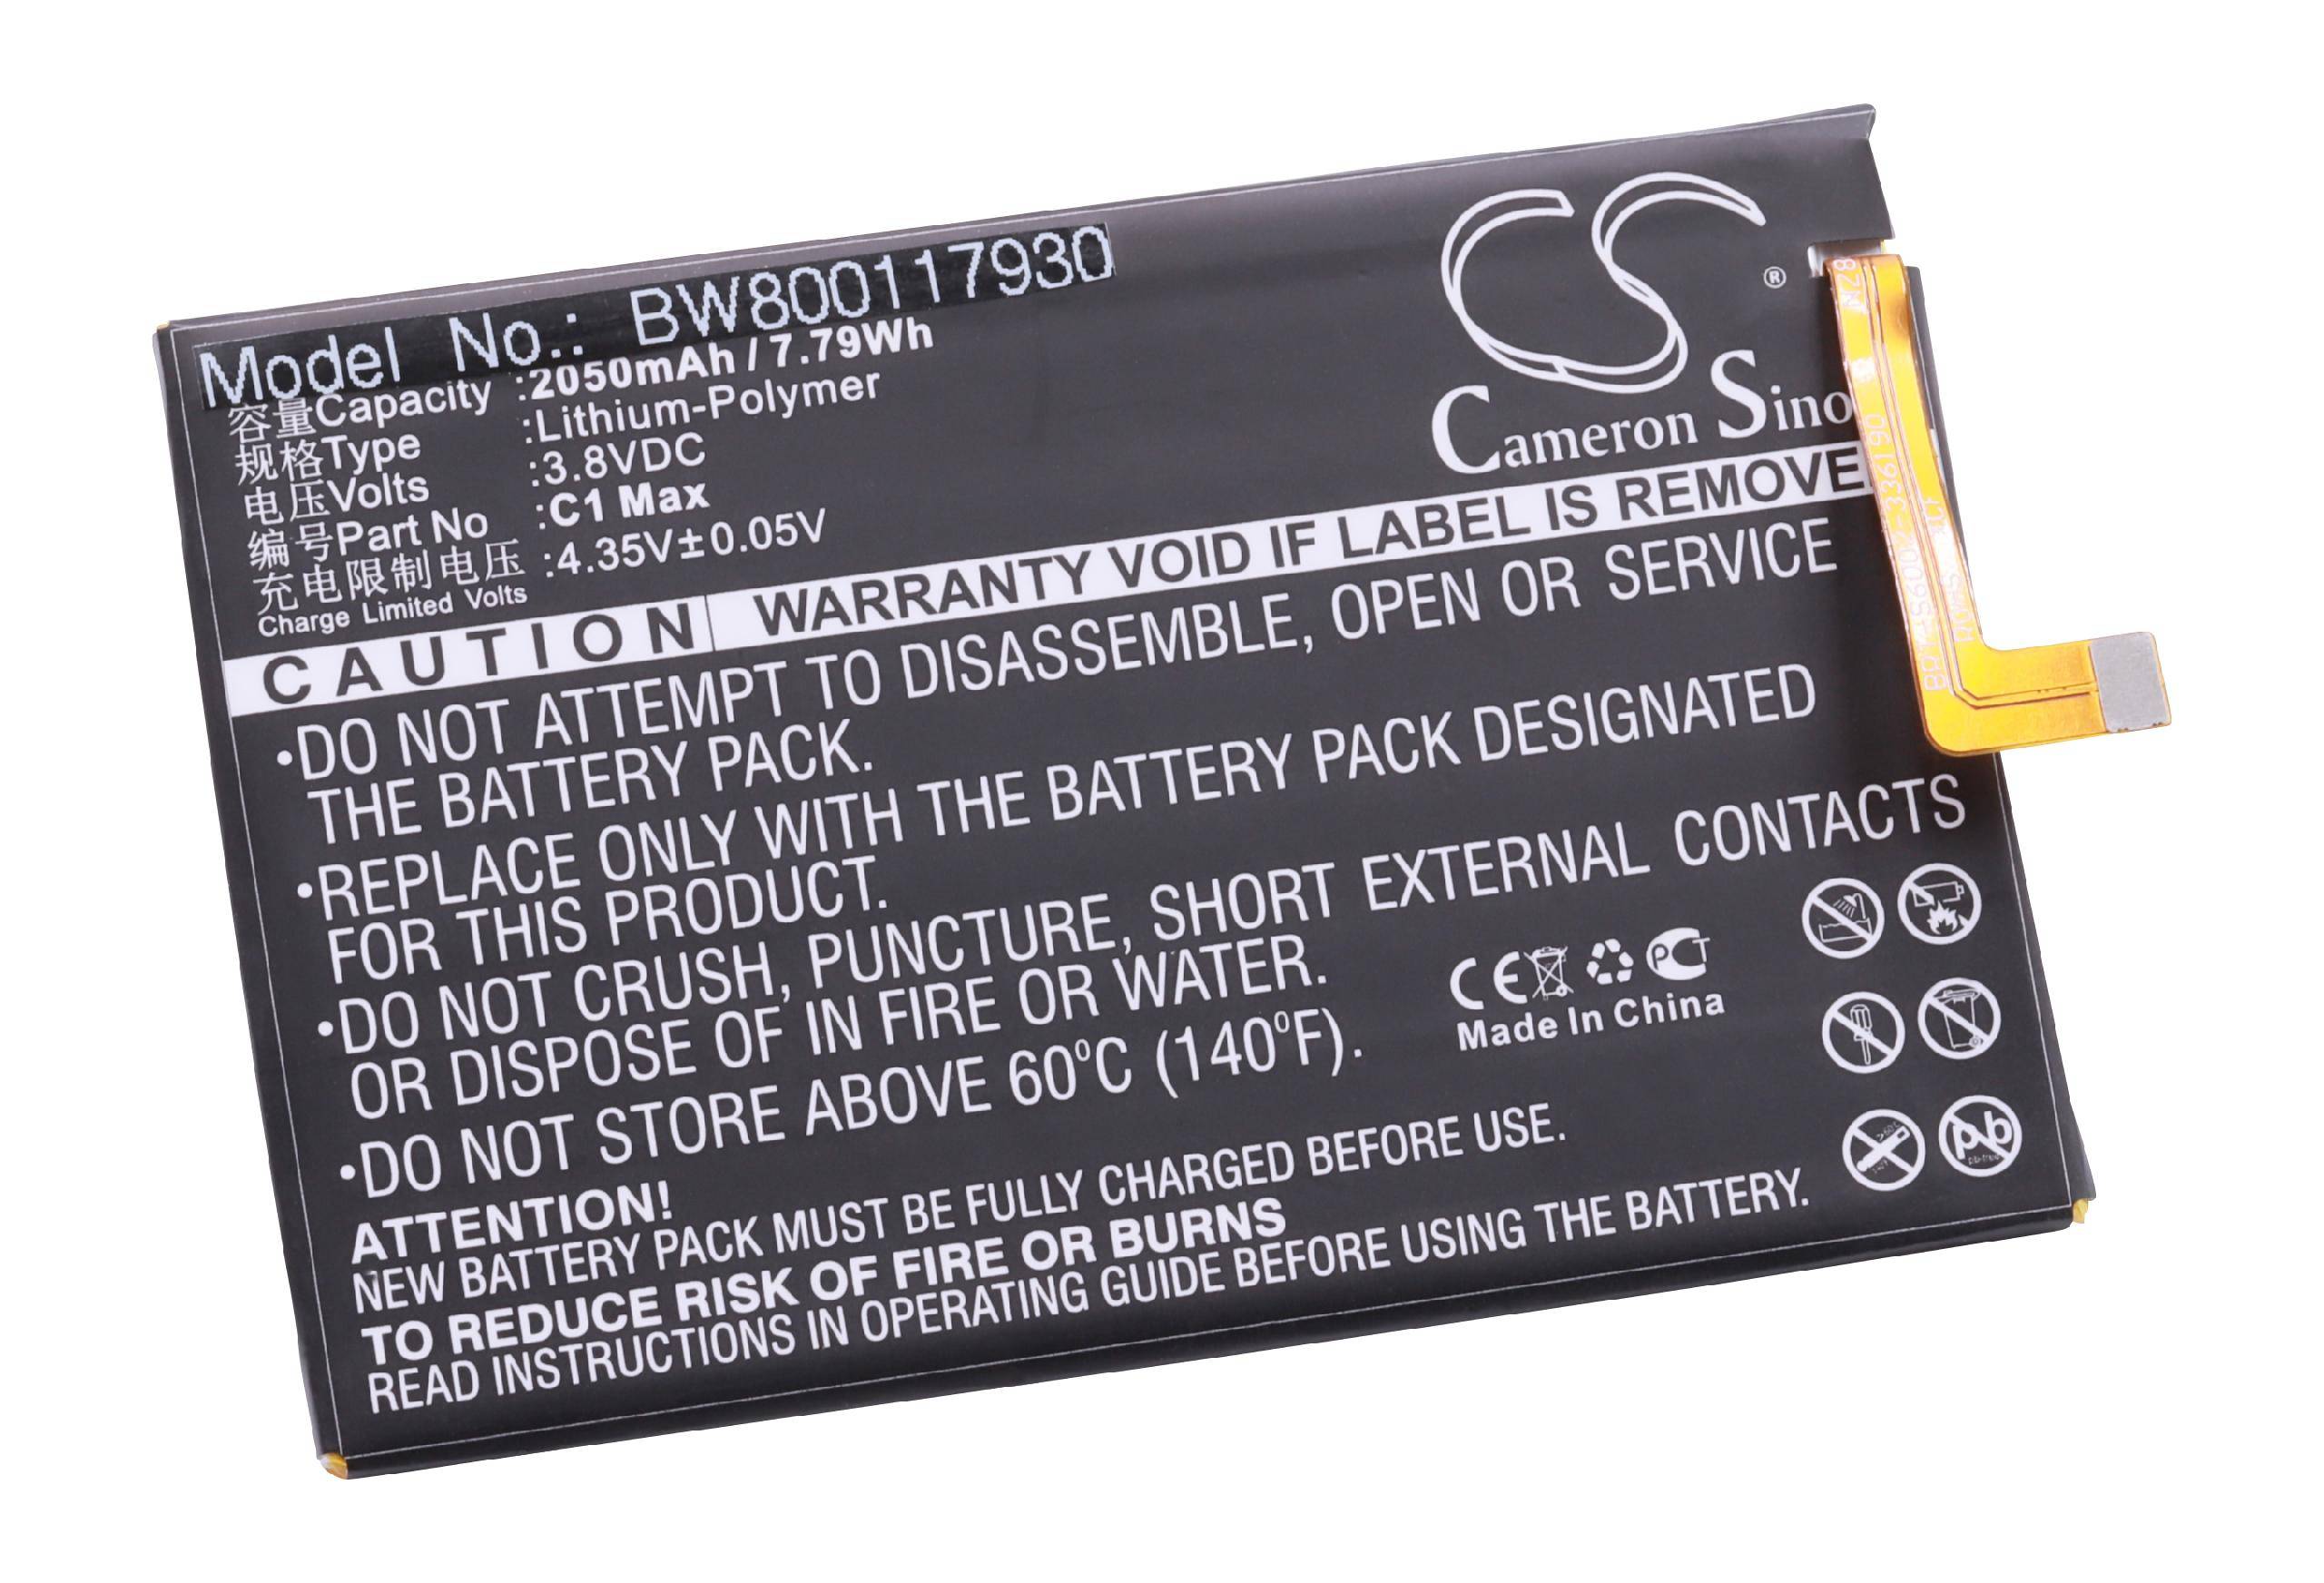 CS ®
Cameron Sino
Model No.: BW800117930
容量Capacity :2050mAh / 7.79Wh
规格Type :Lithium-Polymer
电压Volts :3.8VDC
编号Part No :C1 Max
充电限制电压 :4.35V±0.05V
Charge Limited Volts
CAUTION WARRANTY VOID IF LABEL IS REMOVE
•DO NOT ATTEMPT TO DISASSEMBLE, OPEN OR SERVICE
THE BATTERY PACK.
•REPLACE ONLY WITH THE BATTERY PACK DESIGNATED
FOR THIS PRODUCT.
•DO NOT CRUSH, PUNCTURE, SHORT EXTERNAL CONTACTS
OR DISPOSE OF IN FIRE OR WATER.
•DO NOT STORE ABOVE 60°C (140°F).
CE PCT
Made In China
Pb
ATTENTION!
NEW BATTERY PACK MUST BE FULLY CHARGED BEFORE USE.
TO REDUCE RISK OF FIRE OR BURNS
READ INSTRUCTIONS IN OPERATING GUIDE BEFORE USING THE BATTERY.